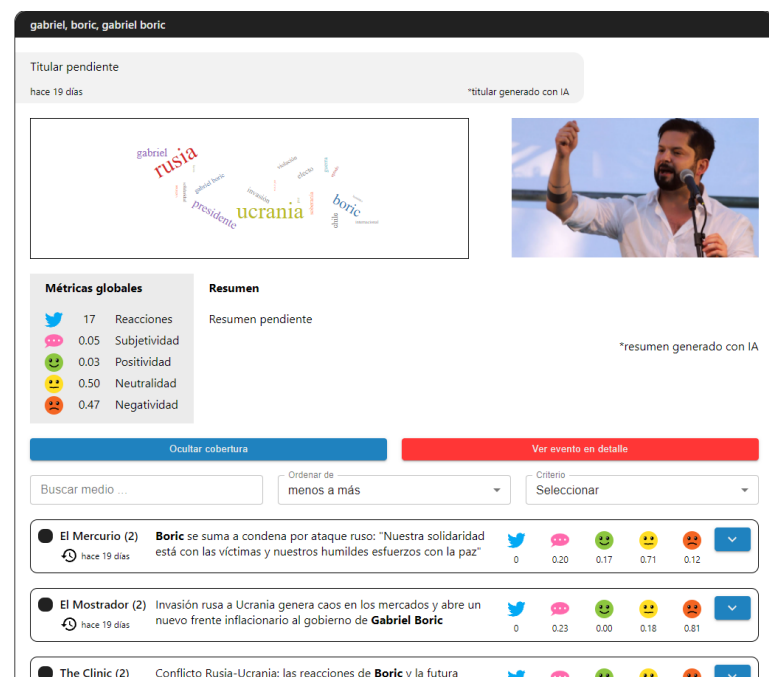 gabriel, boric, gabriel boric
Titular pendiente
hace 19 días
*titular generado con IA
gabriel
rusia
violación
efecto
guerra
gabriel boric
invasión
presidente
ucrania
boric
chile
internacional
Métricas globales
17 Reacciones
0.05 Subjetividad
0.03 Positividad
0.50 Neutralidad
0.47 Negatividad
Resumen
Resumen pendiente
*resumen generado con IA
Ocultar cobertura
Ver evento en detalle
Buscar medio ...
Ordenar de
menos a más
Criterio
Seleccionar
El Mercurio (2)
hace 19 días
Boric se suma a condena por ataque ruso: "Nuestra solidaridad
está con las víctimas y nuestros humildes esfuerzos con la paz"
0 0.20 0.17 0.71 0.12
El Mostrador (2)
hace 19 días
Invasión rusa a Ucrania genera caos en los mercados y abre un
nuevo frente inflacionario al gobierno de Gabriel Boric
0 0.23 0.00 0.18 0.81
The Clinic (2)
Conflicto Rusia-Ucrania: las reacciones de Boric y la futura